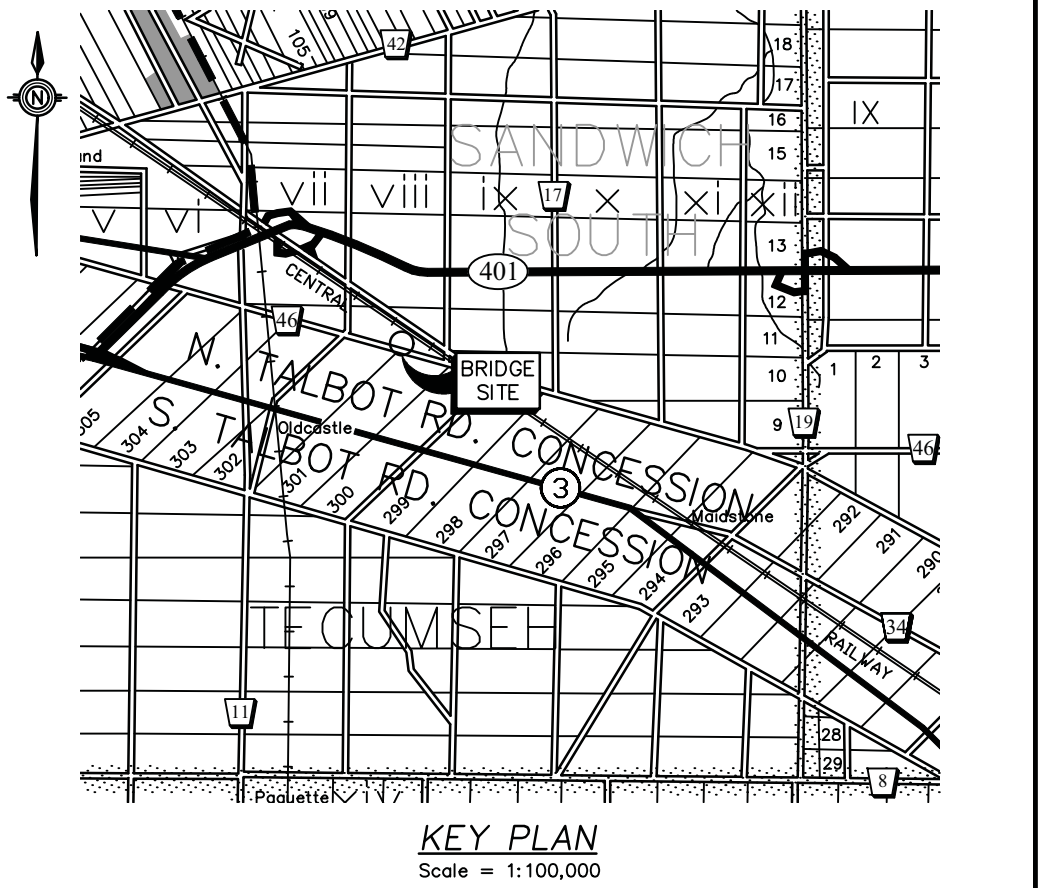 42
105
18
17
16
IX
15
SANDWICH
vii viii ix 17 x xi xii
v vi
SOUTH
13
401
CENTRAL
12
46
11
N. TALBOT RD. CONCESSION
BRIDGE
SITE
1 2 3
10
9
19
46
S. TALBOT RD. CONCESSION
Oldcastle
305
304
303
302
301
300
299
298
297
296
295
294
293
3
Maidstone
292
291
290
34
RAILWAY
TECUMSEH
11
28
29
8
Paquette
N
KEY PLAN
Scale = 1:100,000